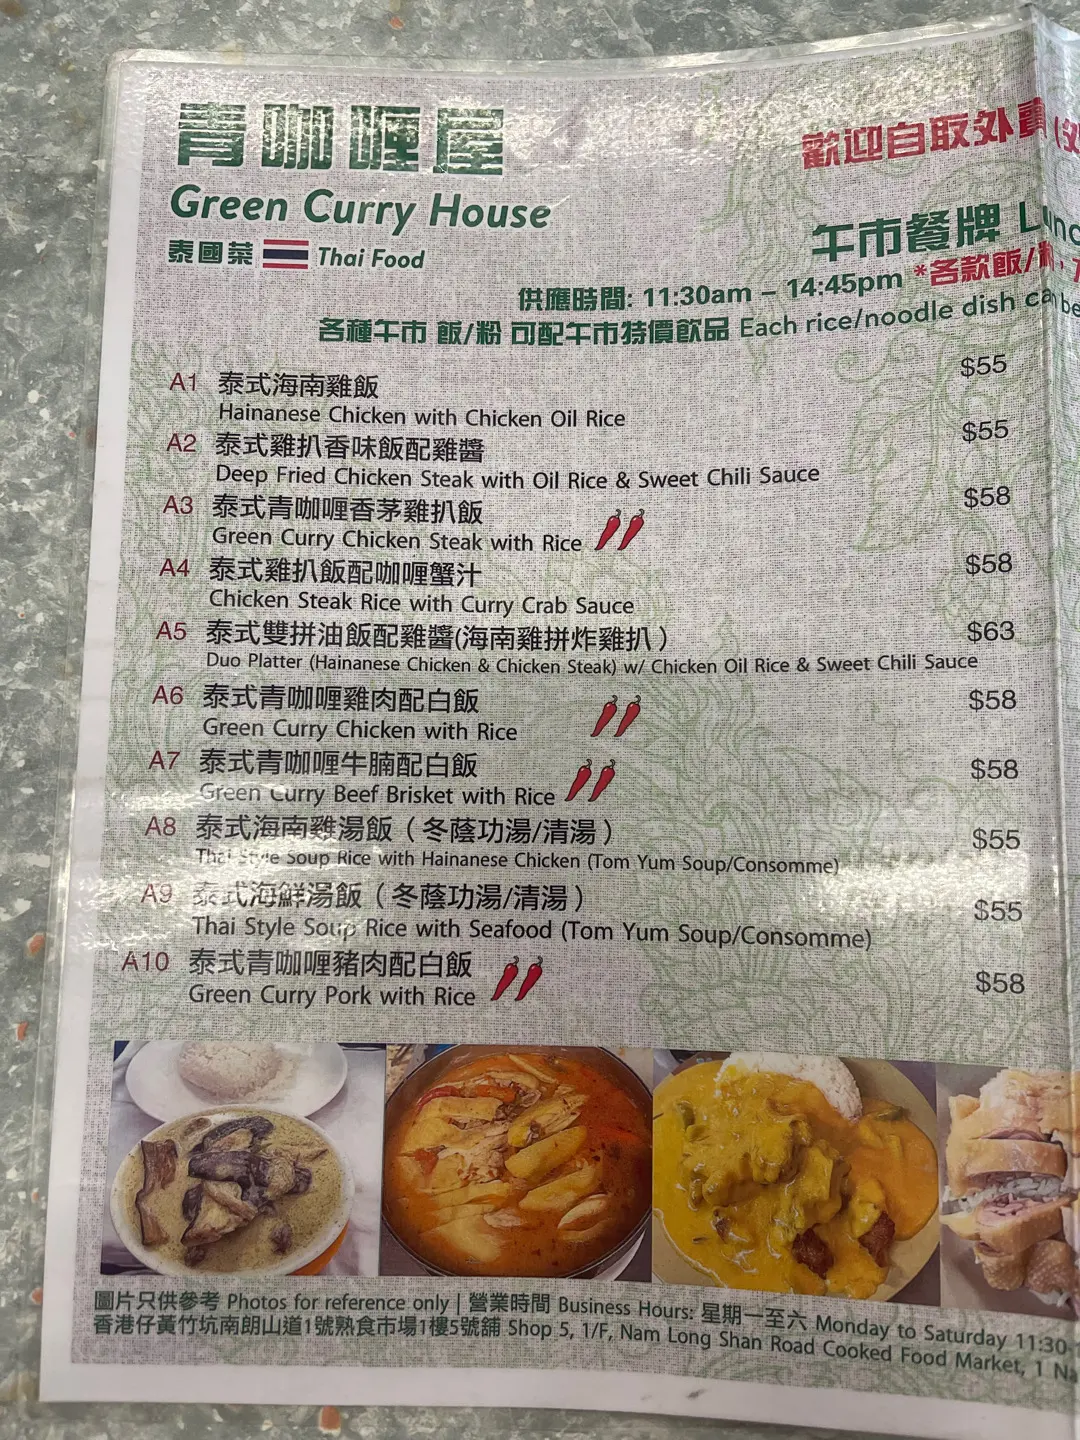 青咖喱屋
Green Curry House
泰國菜 Thai Food
歡迎自取外賣
午市餐牌
供應時間: 11:30am – 14:45pm *各款飯/
各種午市 飯/粉 可配午市特價飲品 Each rice/noodle dish can be
A1 泰式海南雞飯 $55
Hainanese Chicken with Chicken Oil Rice
A2 泰式雞扒香味飯配雞醬 $55
Deep Fried Chicken Steak with Oil Rice & Sweet Chili Sauce
A3 泰式青咖喱香茅雞扒飯 $58
Green Curry Chicken Steak with Rice
A4 泰式雞扒飯配咖喱蟹汁 $58
Chicken Steak Rice with Curry Crab Sauce
A5 泰式雙拼油飯配雞醬(海南雞拼炸雞扒) $63
Duo Platter (Hainanese Chicken & Chicken Steak) w/ Chicken Oil Rice & Sweet Chili Sauce
A6 泰式青咖喱雞肉配白飯 $58
Green Curry Chicken with Rice
A7 泰式青咖喱牛腩配白飯 $58
Green Curry Beef Brisket with Rice
A8 泰式海南雞湯飯（冬蔭功湯/清湯） $55
Thai Style Soup Rice with Hainanese Chicken (Tom Yum Soup/Consomme)
A9 泰式海鮮湯飯（冬蔭功湯/清湯） $55
Thai Style Soup Rice with Seafood (Tom Yum Soup/Consomme)
A10 泰式青咖喱豬肉配白飯 $58
Green Curry Pork with Rice
圖片只供參考 Photos for reference only | 營業時間 Business Hours: 星期一至六 Monday to Saturday 11:30-
香港仔黃竹坑南朗山道1號熟食市場1樓5號舖 Shop 5, 1/F, Nam Long Shan Road Cooked Food Market, 1